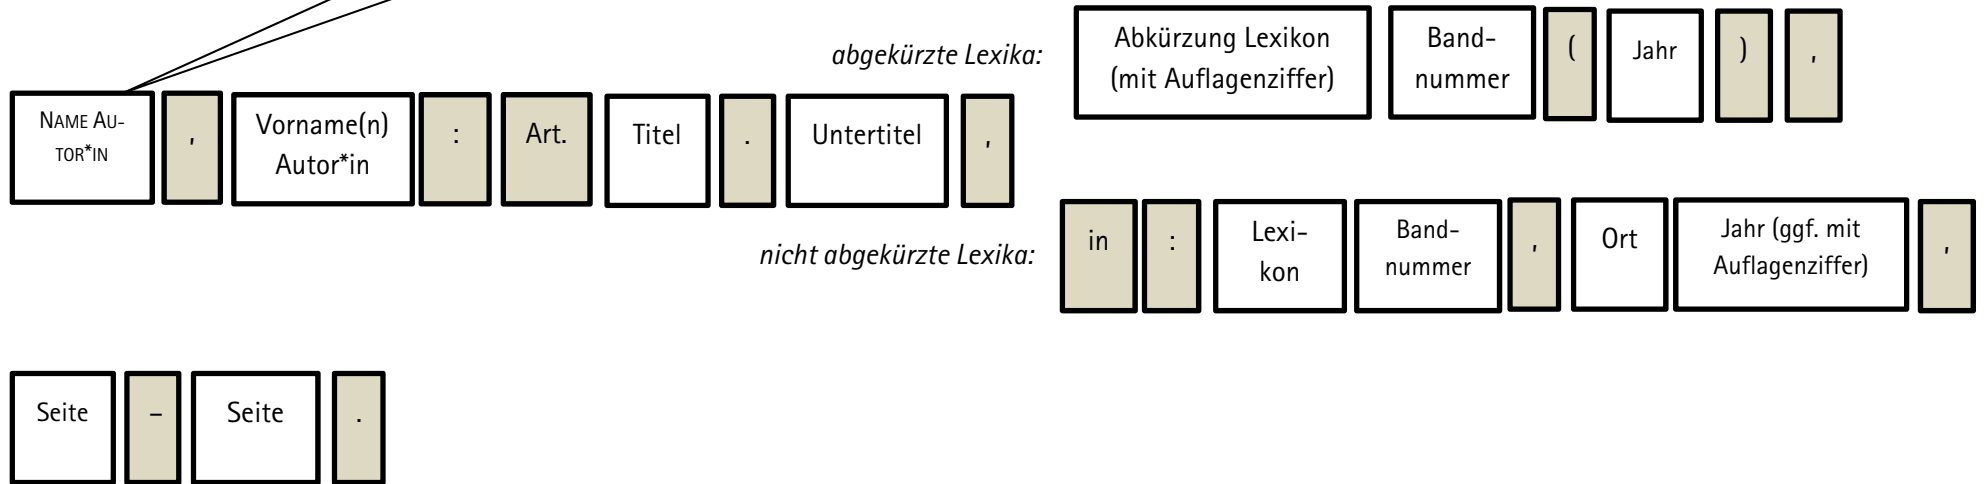 abgekürzte Lexika:
Abkürzung Lexikon
(mit Auflagenziffer)
Band-
nummer
(
Jahr
)
,
NAME AU-
TOR*IN
,
Vorname(n)
Autor*in
:
Art.
Titel
.
Untertitel
,
nicht abgekürzte Lexika:
in
:
Lexi-
kon
Band-
nummer
,
Ort
Jahr (ggf. mit
Auflagenziffer)
,
Seite
–
Seite
.